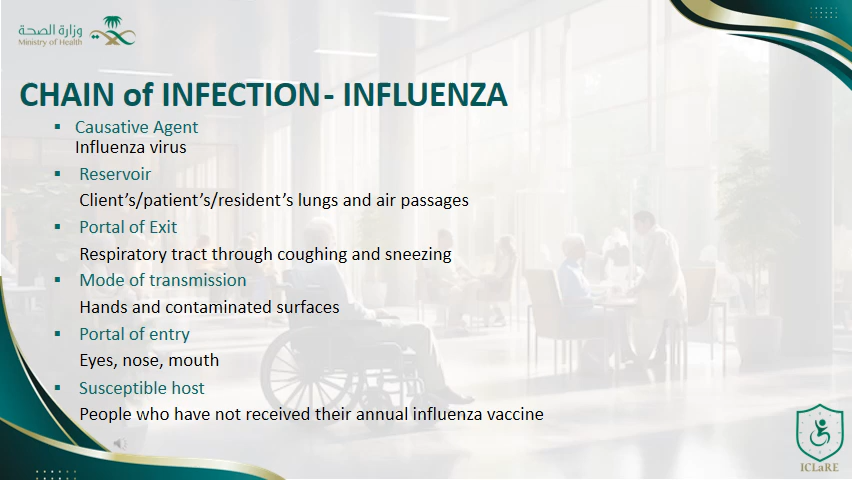 وزارة الصحة
Ministry of Health
CHAIN of INFECTION - INFLUENZA
▪ Causative Agent
Influenza virus
▪ Reservoir
Client’s/patient’s/resident’s lungs and air passages
▪ Portal of Exit
Respiratory tract through coughing and sneezing
▪ Mode of transmission
Hands and contaminated surfaces
▪ Portal of entry
Eyes, nose, mouth
▪ Susceptible host
People who have not received their annual influenza vaccine
ICLaRE